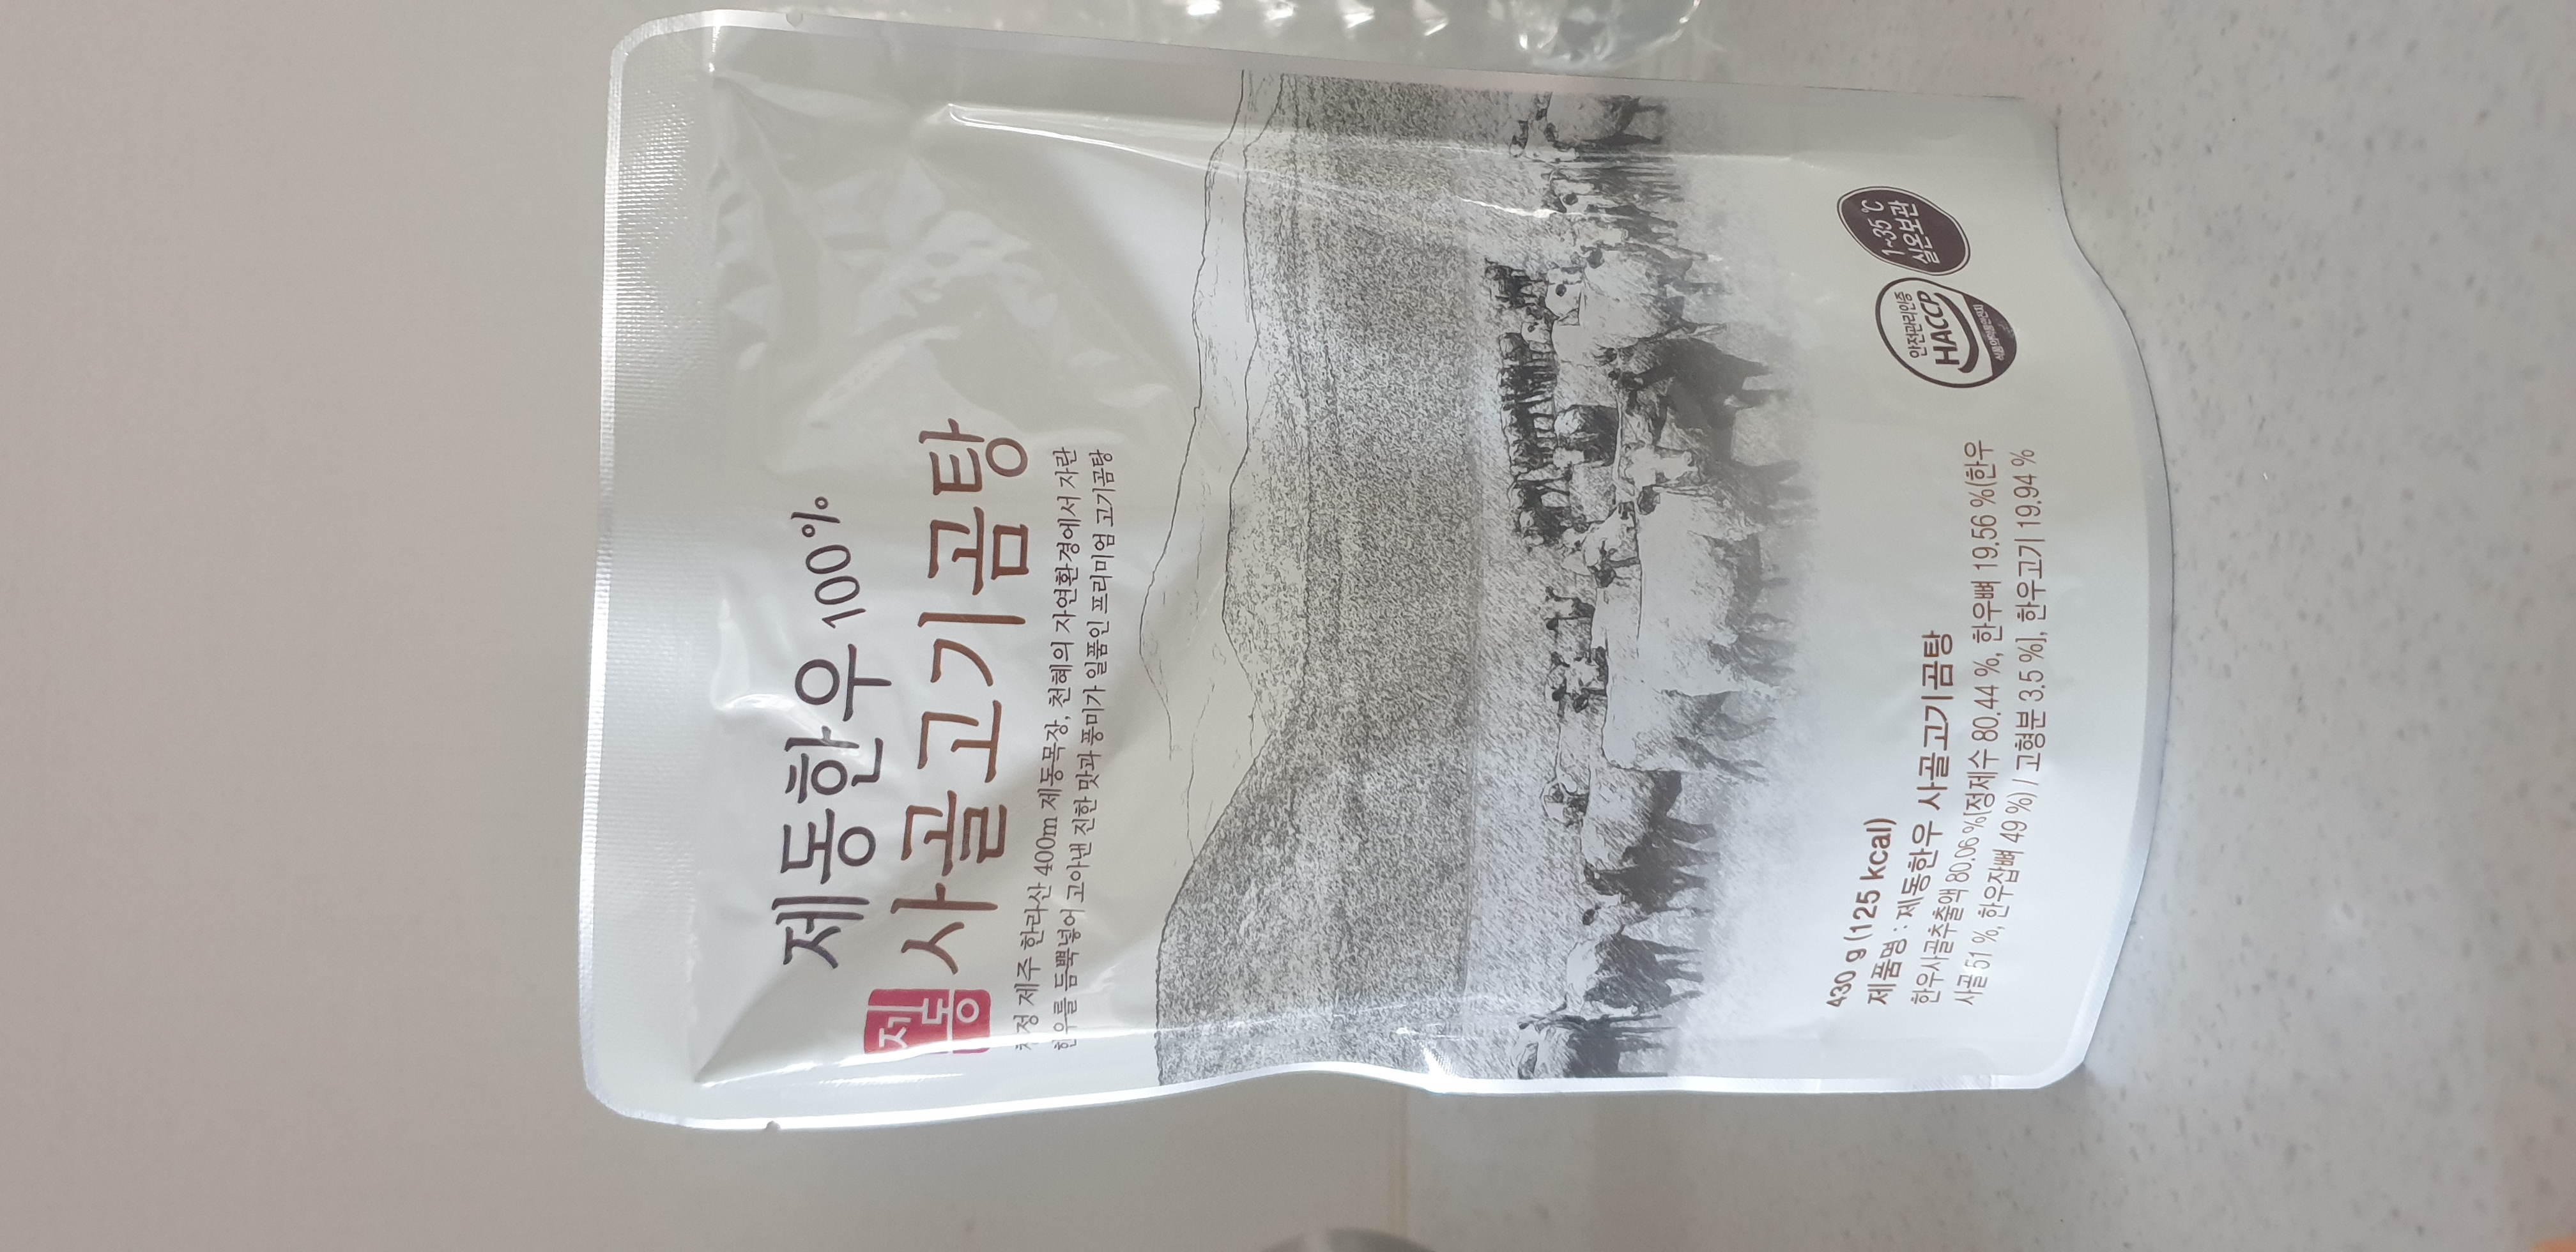 제동한우 100%
제동
사골고기곰탕
청정 제주 한라산 400m 제동목장, 천혜의 자연환경에서 자란
한우를 듬뿍넣어 고아낸 진한 맛과 풍미가 일품인 프리미엄 고기곰탕
430 g (125 kcal)
제품명 : 제동한우 사골고기곰탕
한우사골추출액 80.06 %[정제수 80.44 %, 한우뼈 19.56 %(한우
사골 51 %, 한우잡뼈 49 %) / 고형분 3.5 %], 한우고기 19.94 %
안전관리인증
HACCP
1~35 ℃
실온보관